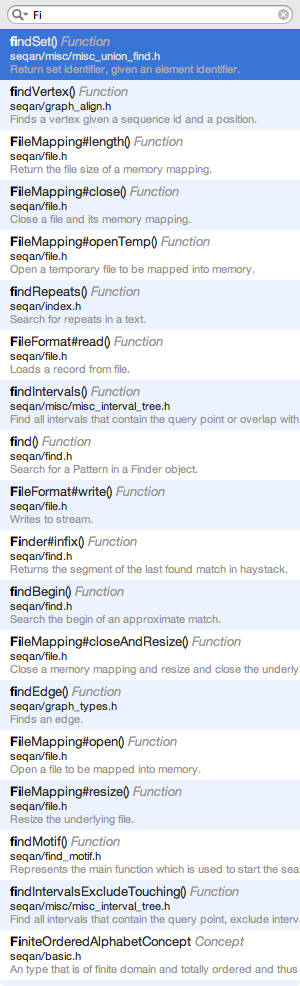 Fi
findSet() Function
seqan/misc/misc_union_find.h
Return set identifier, given an element identifier.
findVertex() Function
seqan/graph_align.h
Finds a vertex given a sequence id and a position.
FileMapping#length() Function
seqan/file.h
Return the file size of a memory mapping.
FileMapping#close() Function
seqan/file.h
Close a file and its memory mapping.
FileMapping#openTemp() Function
seqan/file.h
Open a temporary file to be mapped into memory.
findRepeats() Function
seqan/index.h
Search for repeats in a text.
FileFormat#read() Function
seqan/file.h
Loads a record from file.
findIntervals() Function
seqan/misc/misc_interval_tree.h
Find all intervals that contain the query point or overlap with
find() Function
seqan/find.h
Search for a Pattern in a Finder object.
FileFormat#write() Function
seqan/file.h
Writes to stream.
Finder#infix() Function
seqan/find.h
Returns the segment of the last found match in haystack.
findBegin() Function
seqan/find.h
Search the begin of an approximate match.
FileMapping#closeAndResize() Function
seqan/file.h
Close a memory mapping and resize and close the underlyi
findEdge() Function
seqan/graph_types.h
Finds an edge.
FileMapping#open() Function
seqan/file.h
Open a file to be mapped into memory.
FileMapping#resize() Function
seqan/file.h
Resize the underlying file.
findMotif() Function
seqan/find_motif.h
Represents the main function which is used to start the sea
findIntervalsExcludeTouching() Function
seqan/misc/misc_interval_tree.h
Find all intervals that contain the query point, exclude interva
FiniteOrderedAlphabetConcept Concept
seqan/basic.h
An type that is of finite domain and totally ordered and thus